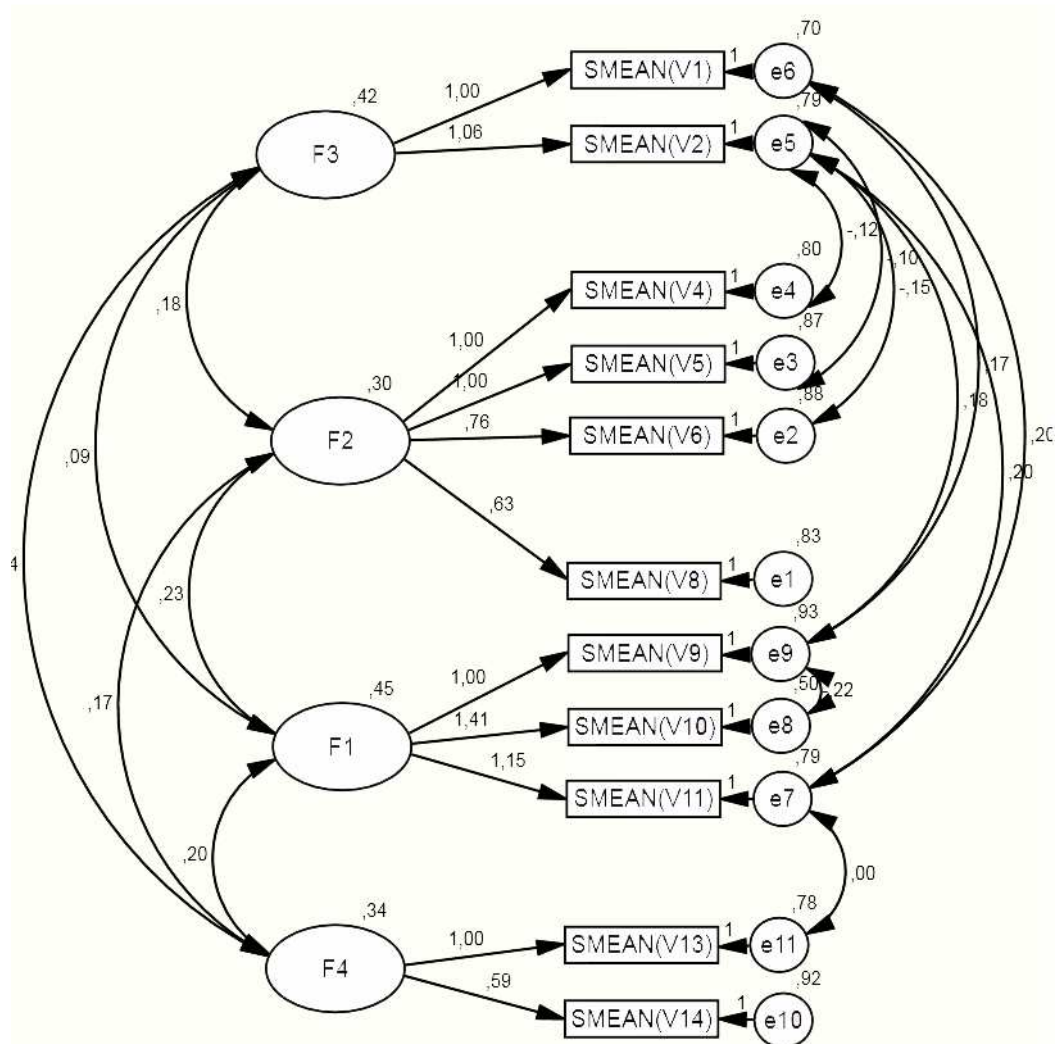 ,70
SMEAN(V1)
1
e6
,42
1,00
,79
F3
1,06
SMEAN(V2)
1
e5
-,12
,80
-,10
SMEAN(V4)
1
e4
-,15
,18
,87
1,00
SMEAN(V5)
1
e3
17
,30
1,00
,88
,18
F2
,76
SMEAN(V6)
1
e2
,20
,09
,20
,63
,83
SMEAN(V8)
1
e1
4
,23
,93
SMEAN(V9)
1
e9
,45
1,00
,50
,22
,17
1,41
SMEAN(V10)
1
e8
F1
1,15
,79
SMEAN(V11)
1
e7
,20
,00
,34
,78
1,00
SMEAN(V13)
1
e11
F4
,59
,92
SMEAN(V14)
1
e10